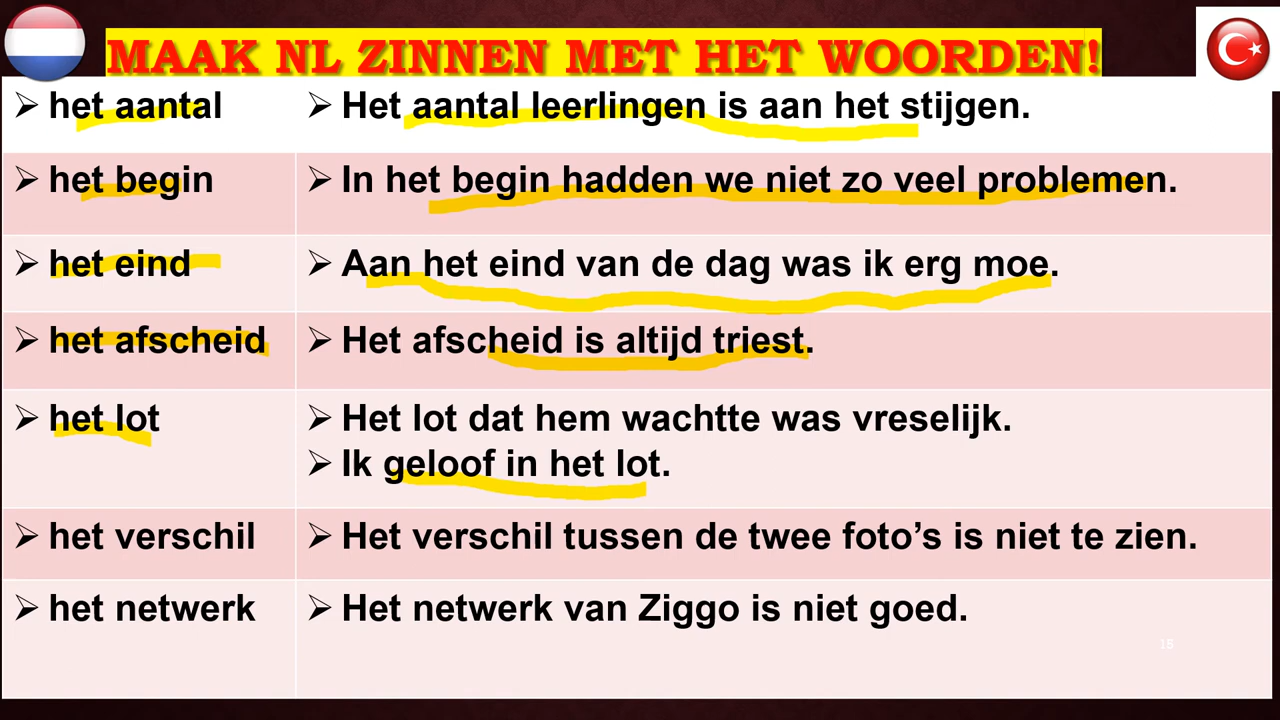 MAAK NL ZINNEN MET HET WOORDEN!
➢ het aantal
➢ Het aantal leerlingen is aan het stijgen.
➢ het begin
➢ In het begin hadden we niet zo veel problemen.
➢ het eind
➢ Aan het eind van de dag was ik erg moe.
➢ het afscheid
➢ Het afscheid is altijd triest.
➢ het lot
➢ Het lot dat hem wachtte was vreselijk.
➢ Ik geloof in het lot.
➢ het verschil
➢ Het verschil tussen de twee foto’s is niet te zien.
➢ het netwerk
➢ Het netwerk van Ziggo is niet goed.
15